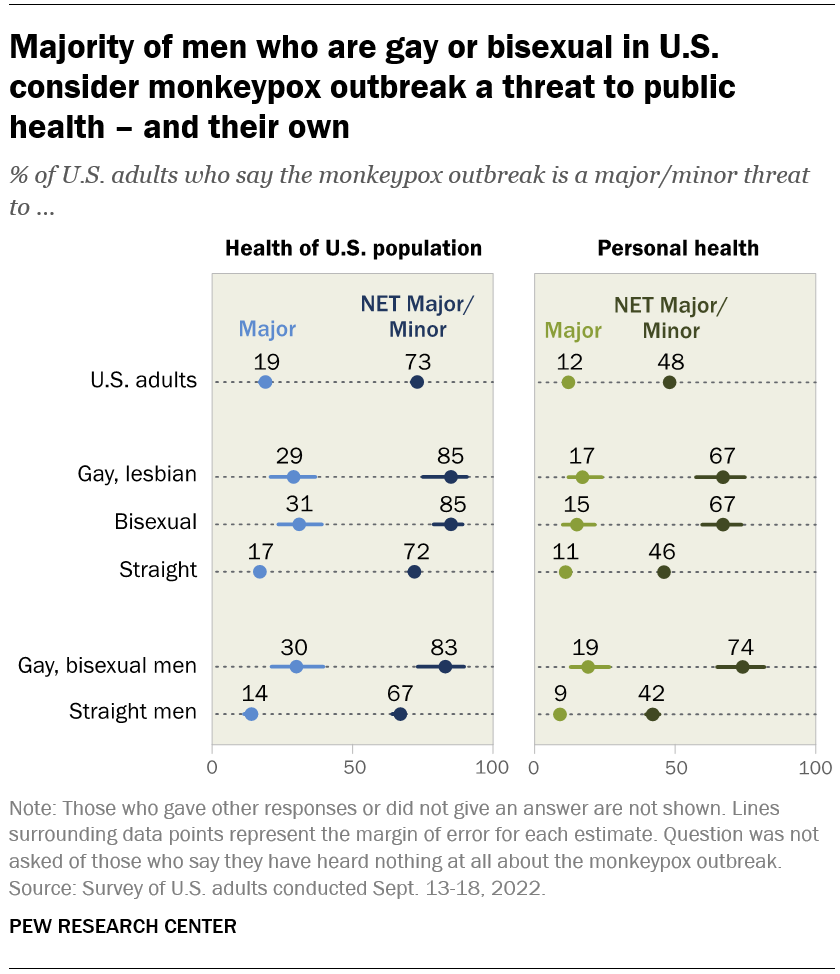 Majority of men who are gay or bisexual in U.S.
consider monkeypox outbreak a threat to public
health – and their own
% of U.S. adults who say the monkeypox outbreak is a major/minor threat
to ...
Health of U.S. population
Personal health
Major
NET Major/
Minor
Major
NET Major/
Minor
U.S. adults
19
73
12
48
Gay, lesbian
29
85
17
67
Bisexual
31
85
15
67
Straight
17
72
11
46
Gay, bisexual men
30
83
19
74
Straight men
14
67
9
42
0
50
100
0
50
100
Note: Those who gave other responses or did not give an answer are not shown. Lines
surrounding data points represent the margin of error for each estimate. Question was not
asked of those who say they have heard nothing at all about the monkeypox outbreak.
Source: Survey of U.S. adults conducted Sept. 13-18, 2022.
PEW RESEARCH CENTER